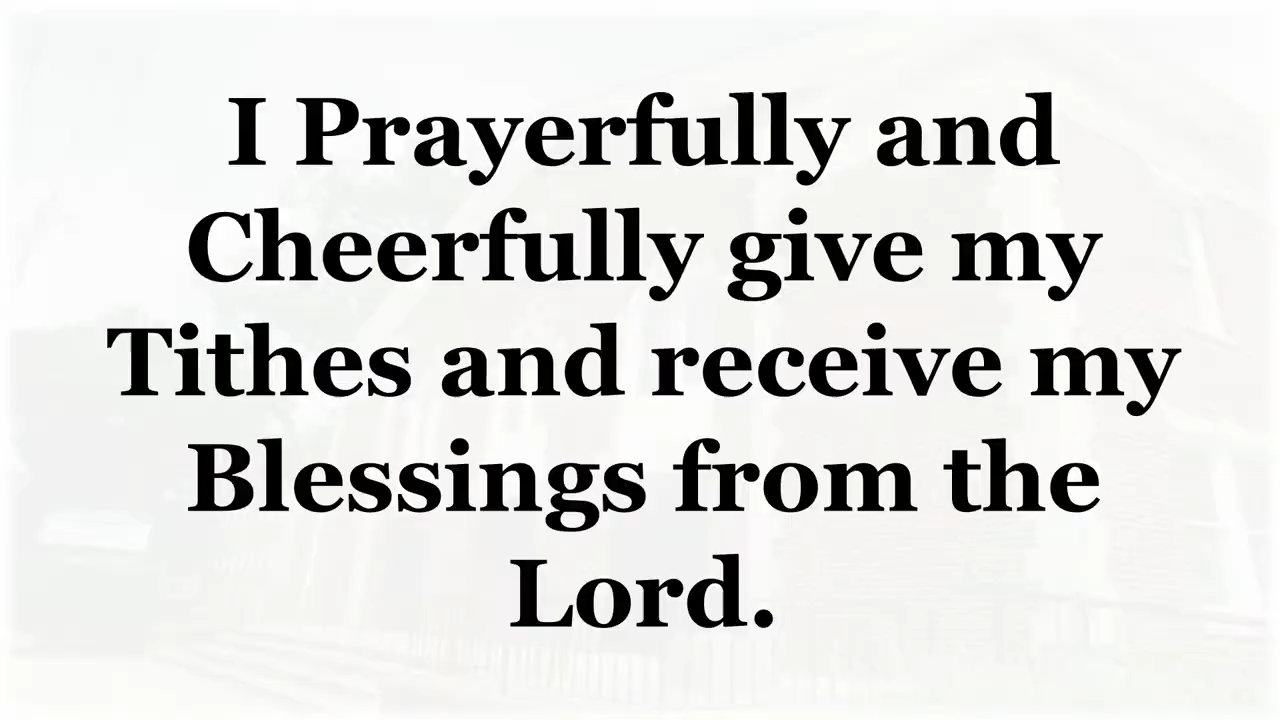 I Prayerfully and
Cheerfully give my
Tithes and receive my
Blessings from the
Lord.